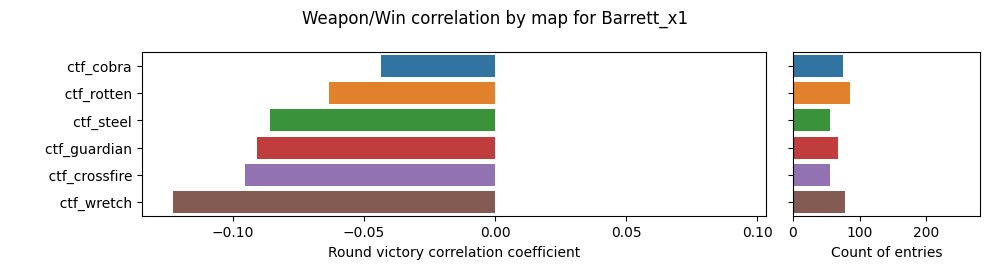 Weapon/Win correlation by map for Barrett_x1
ctf_cobra
ctf_rotten
ctf_steel
ctf_guardian
ctf_crossfire
ctf_wretch
−0.10 −0.05 0.00 0.05 0.10
Round victory correlation coefficient
0 100 200
Count of entries